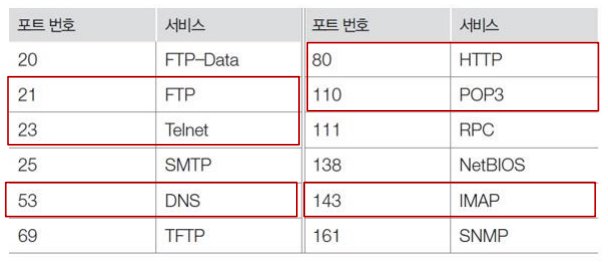 포트 번호 서비스 포트 번호 서비스
20 FTP-Data 80 HTTP
21 FTP 110 POP3
23 Telnet 111 RPC
25 SMTP 138 NetBIOS
53 DNS 143 IMAP
69 TFTP 161 SNMP